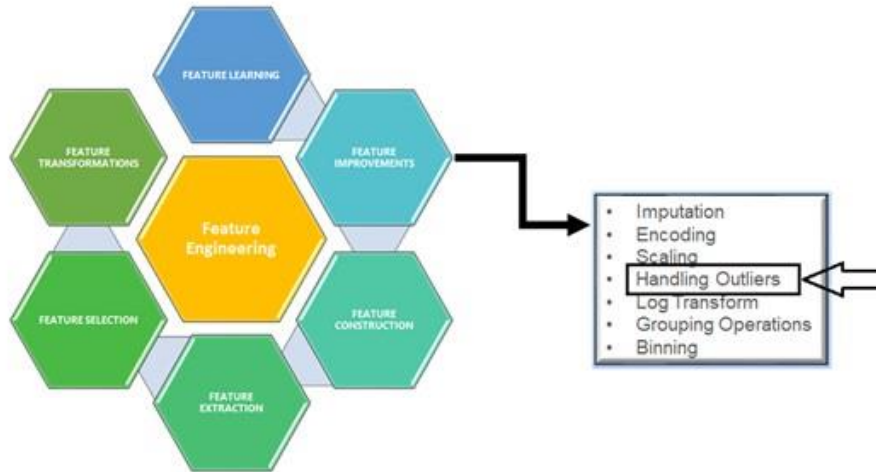 FEATURE LEARNING
FEATURE
TRANSFORMATIONS
FEATURE
IMPROVEMENTS
Feature
Engineering
FEATURE SELECTION
FEATURE
CONSTRUCTION
FEATURE
EXTRACTION
• Imputation
• Encoding
• Scaling
• Handling Outliers
• Log Transform
• Grouping Operations
• Binning